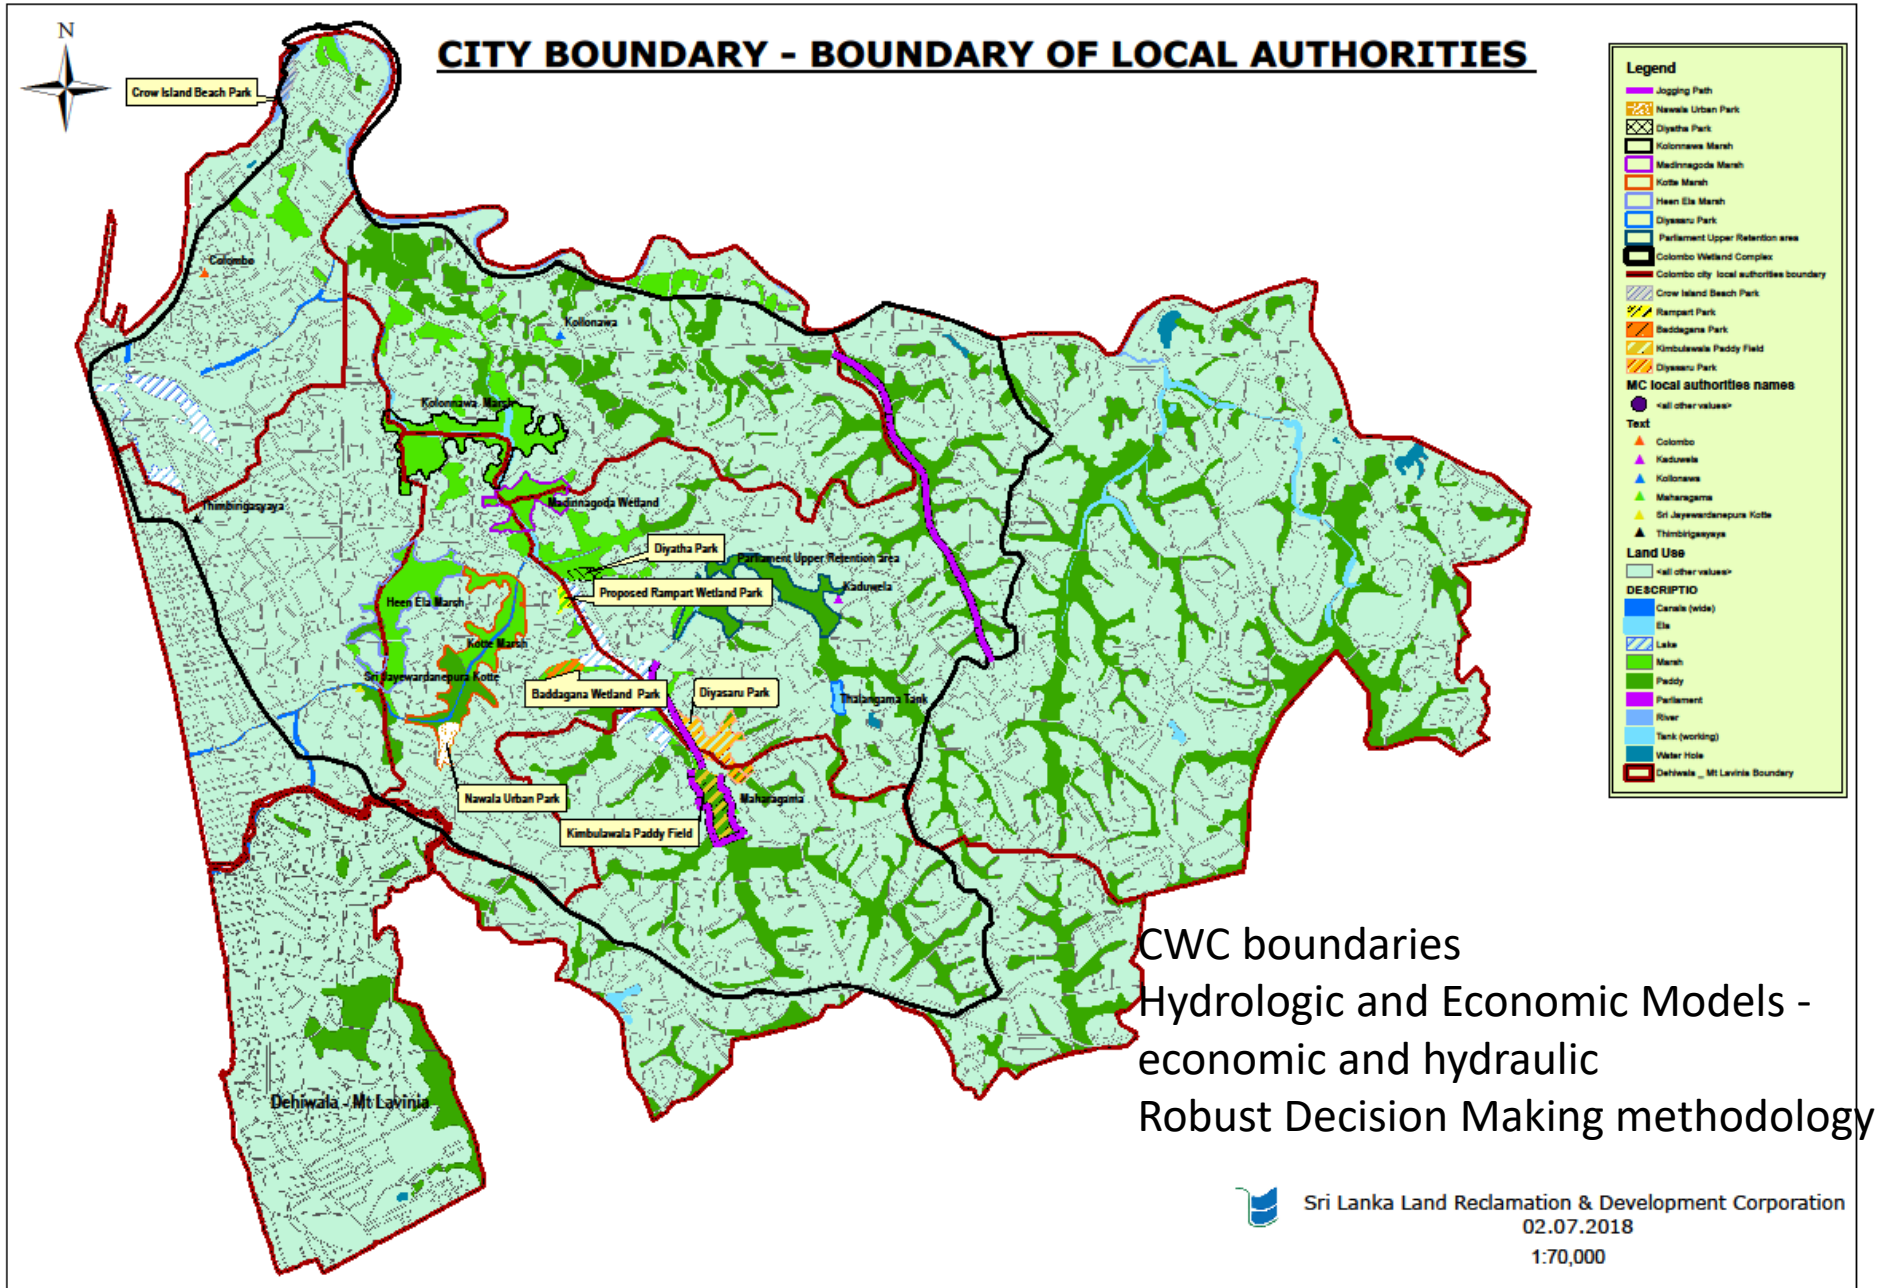 N
CITY BOUNDARY - BOUNDARY OF LOCAL AUTHORITIES
Crow Island Beach Park
Colombo
Kollonawa
Kolonnawa Marsh
Thimbirigasyaya
Madinnagoda Wetland
Diyatha Park
Parliament Upper Retention area
Proposed Rampart Wetland Park
Kaduwela
Heen Ela Marsh
Kotte Marsh
Sri Jayewardanepura Kotte
Baddagana Wetland Park
Diyasaru Park
Thalangama Tank
Nawala Urban Park
Maharagama
Kimbulawala Paddy Field
Dehiwala - Mt Lavinia
Legend
Jogging Path
Nawala Urban Park
Diyatha Park
Kolonnawa Marsh
Madinnagoda Marsh
Kotte Marsh
Heen Ela Marsh
Diyasaru Park
Parliament Upper Retention area
Colombo Wetland Complex
Colombo city local authorities boundary
Crow Island Beach Park
Rampart Park
Baddagana Park
Kimbulawala Paddy Field
Diyasaru Park
MC local authorities names
<all other values>
Text
Colombo
Kaduwela
Kollonawa
Maharagama
Sri Jayewardanepura Kotte
Thimbirigasyaya
Land Use
<all other values>
DESCRIPTIO
Canals (wide)
Ela
Lake
Marsh
Paddy
Parliament
River
Tank (working)
Water Hole
Dehiwala _ Mt Lavinia Boundary
CWC boundaries
Hydrologic and Economic Models -
economic and hydraulic
Robust Decision Making methodology
Sri Lanka Land Reclamation & Development Corporation
02.07.2018
1:70,000